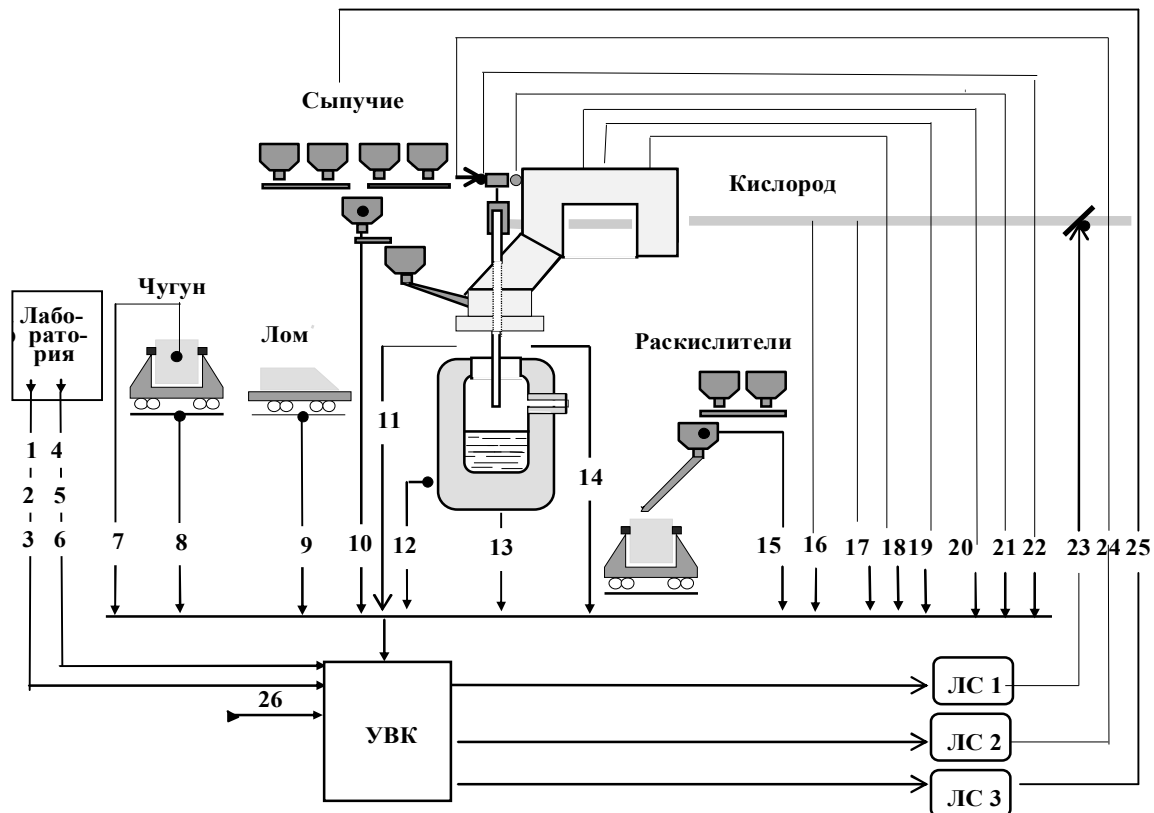 Сыпучие
Кислород
Чугун
Лабо-
рато-
рия
Лом
Раскислители
11
1 4
14
2 5
3 6 7 8 9 10 12 13 15 16 17 18 19 20 21 22 23 24 25
26
УВК
ЛС 1
ЛС 2
ЛС 3